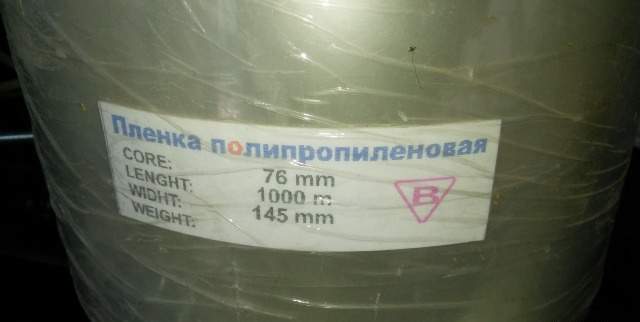 Пленка полипропиленовая
CORE: 76 mm
LENGHT: 1000 m
WIDHT: 145 mm
WEIGHT:
B